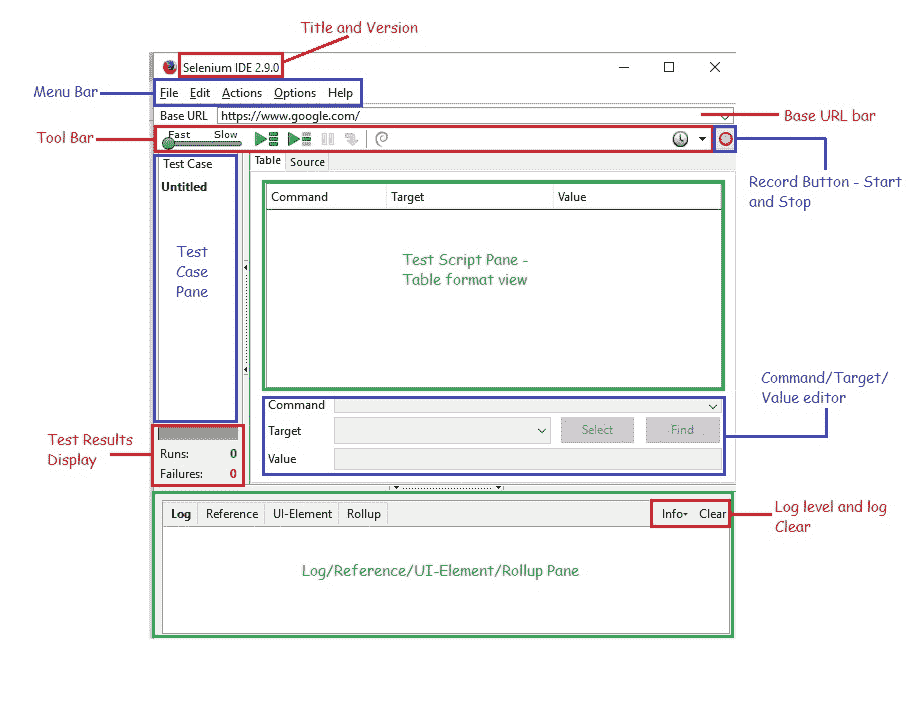 Title and Version
Selenium IDE 2.9.0
Menu Bar
File Edit Actions Options Help
Base URL https://www.google.com/
Base URL bar
Tool Bar
Fast Slow
Record Button - Start
and Stop
Test Case
Table Source
Untitled
Command Target Value
Test
Case
Pane
Test Script Pane -
Table format view
Command/Target/
Value editor
Command
Target Select Find
Value
Test Results
Display
Runs: 0
Failures: 0
Log Reference UI-Element Rollup Info Clear
Log level and log
Clear
Log/Reference/UI-Element/Rollup Pane